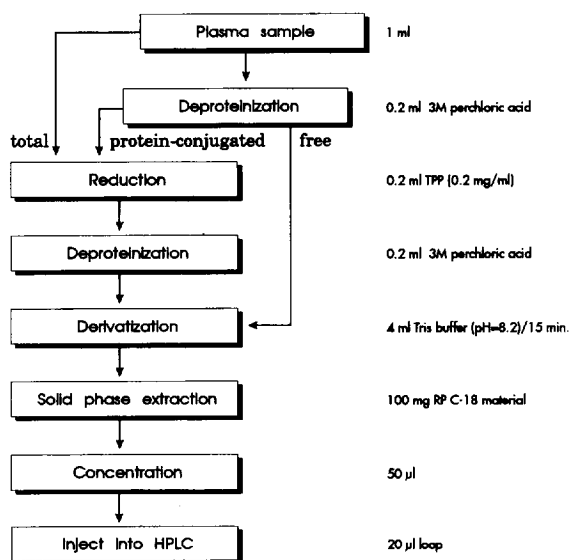 Plasma sample 1 ml
Deproteinization 0.2 ml 3M perchloric acid
total protein-conjugated free
Reduction 0.2 ml TPP (0.2 mg/ml)
Deproteinization 0.2 ml 3M perchloric acid
Derivatization 4 ml Tris buffer (pH=8.2)/15 min.
Solid phase extraction 100 mg RP C-18 material
Concentration 50 µl
Inject into HPLC 20 µl loop